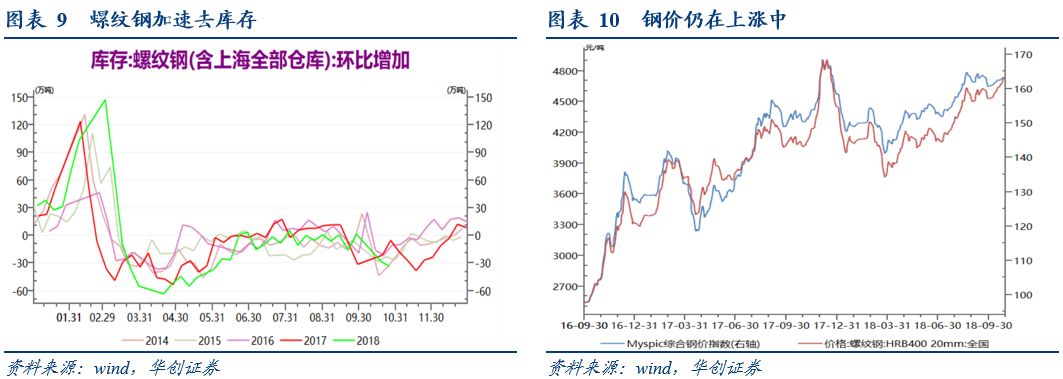 图表 9 螺纹钢加速去库存
库存:螺纹钢(含上海全部仓库):环比增加
(万吨) (万吨)
150 150
120 120
90 90
60 60
30 30
0 0
-30 -30
-60 -60
01.31 02.29 03.31 04.30 05.31 06.30 07.31 08.31 09.30 10.31 11.30
2014 2015 2016 2017 2018
资料来源：wind，华创证券
图表 10 钢价仍在上涨中
元/吨
170
4800 160
4500 150
4200
3900 140
3600 130
3300 120
3000 110
2700 100
16-09-30 16-12-31 17-03-31 17-06-30 17-09-30 17-12-31 18-03-31 18-06-30 18-09-30
Myspic综合钢价指数(右轴) 价格:螺纹钢:HRB400 20mm:全国
资料来源：wind，华创证券